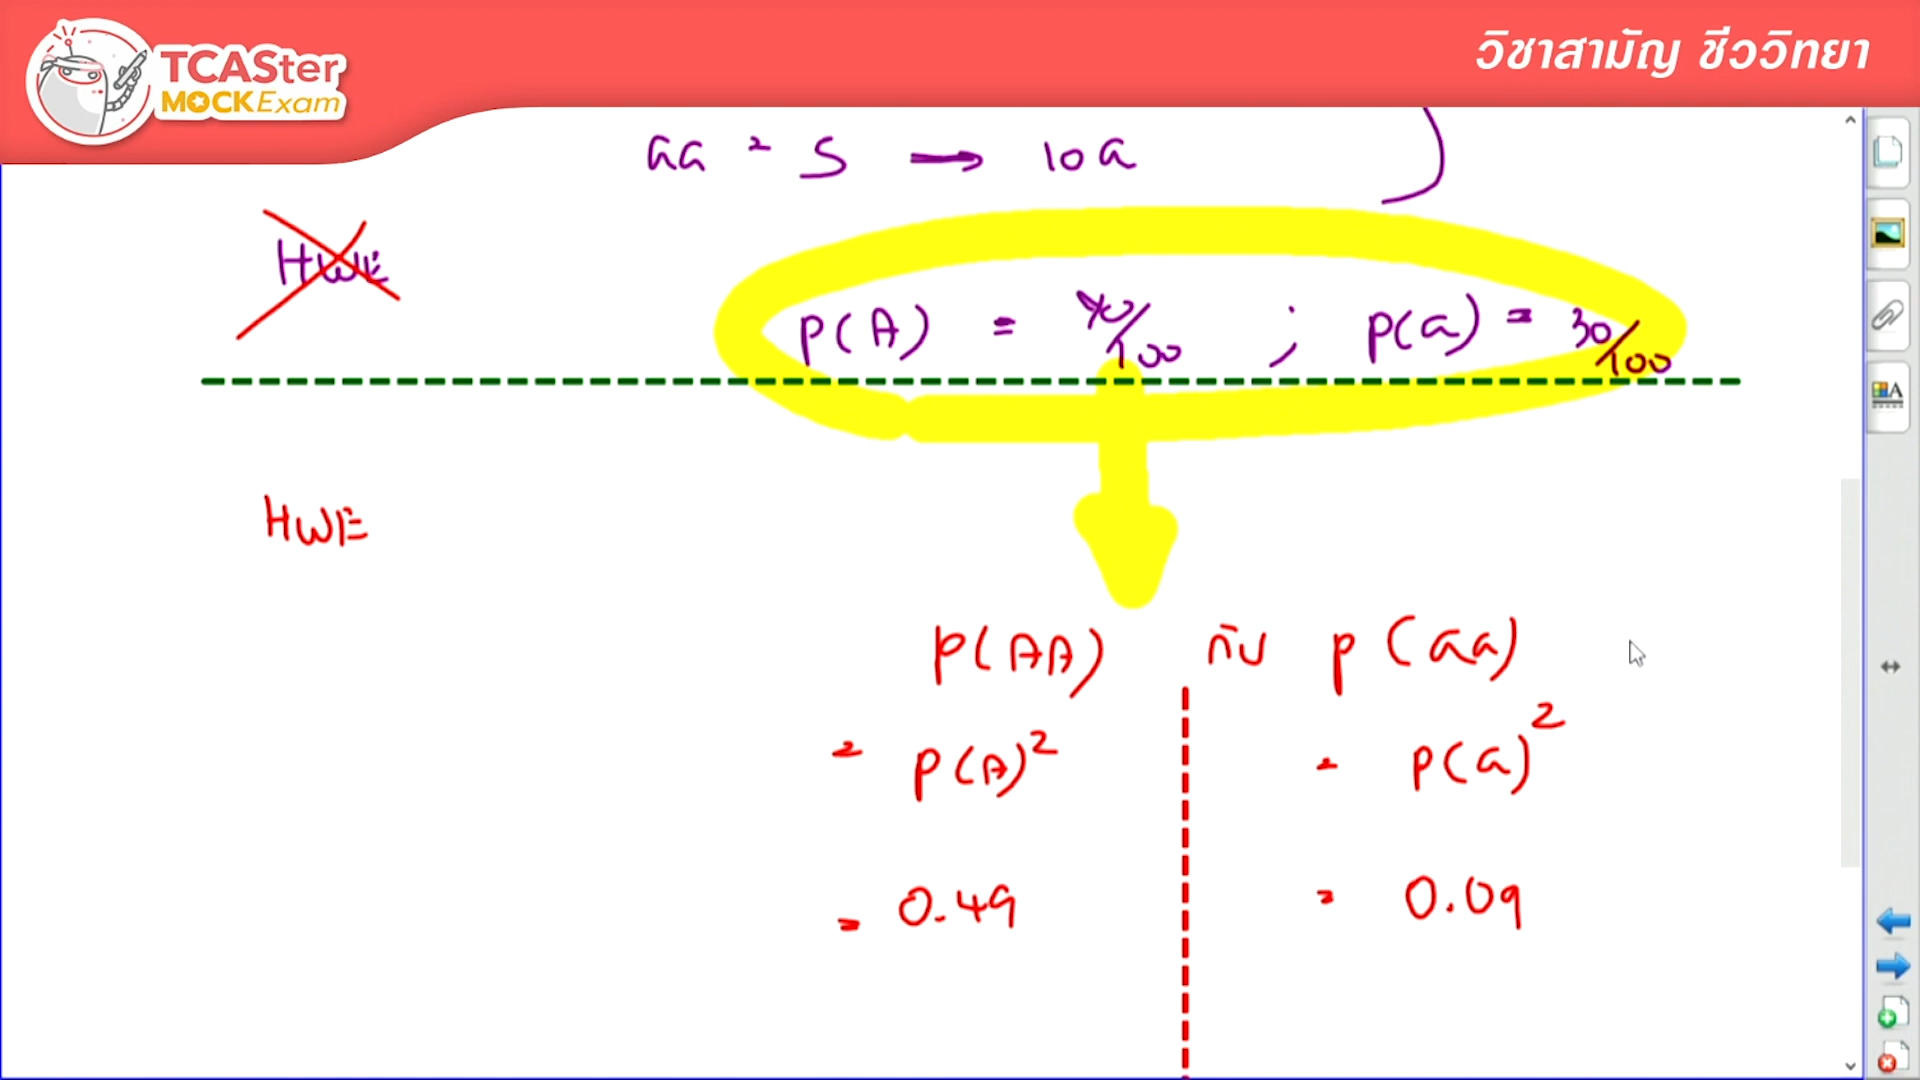 TCASter
MOCK Exam
วิชาสามัญ ชีววิทยา
aa = 5 → 10 a
HWE
P(A) = 70/100 ; P(a) = 30/100
HWE
P(AA) กับ P(aa)
= P(A)² = P(a)²
= 0.49 = 0.09